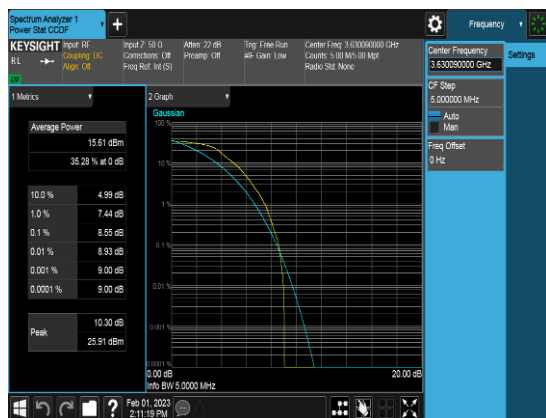 Spectrum Analyzer 1
Power Stat CCDF
+
Frequency
KEYSIGHT
RL
Input: RF
Coupling: DC
Align: Off
Input Z: 50 Ω
Corrections: Off
Freq Ref: Int (S)
Atten: 22 dB
Preamp: Off
Trig: Free Run
#IF Gain: Low
Center Freq: 3.630090000 GHz
Counts: 5.00 M/5.00 Mpt
Radio Std: None
Center Frequency
3.630090000 GHz
Settings
CF Step
5.000000 MHz
Auto
Man
Freq Offset
0 Hz
1 Metrics
Average Power
15.61 dBm
35.28 % at 0 dB
10.0 % 4.99 dB
1.0 % 7.44 dB
0.1 % 8.55 dB
0.01 % 8.93 dB
0.001 % 9.00 dB
0.0001 % 9.00 dB
Peak
10.30 dB
25.91 dBm
2 Graph
Gaussian
100 %
10 %
1 %
0.1 %
0.01 %
0.001 %
0.0001 %
0.00 dB
20.00 dB
Info BW 5.0000 MHz
?
Feb 01, 2023
2:11:19 PM